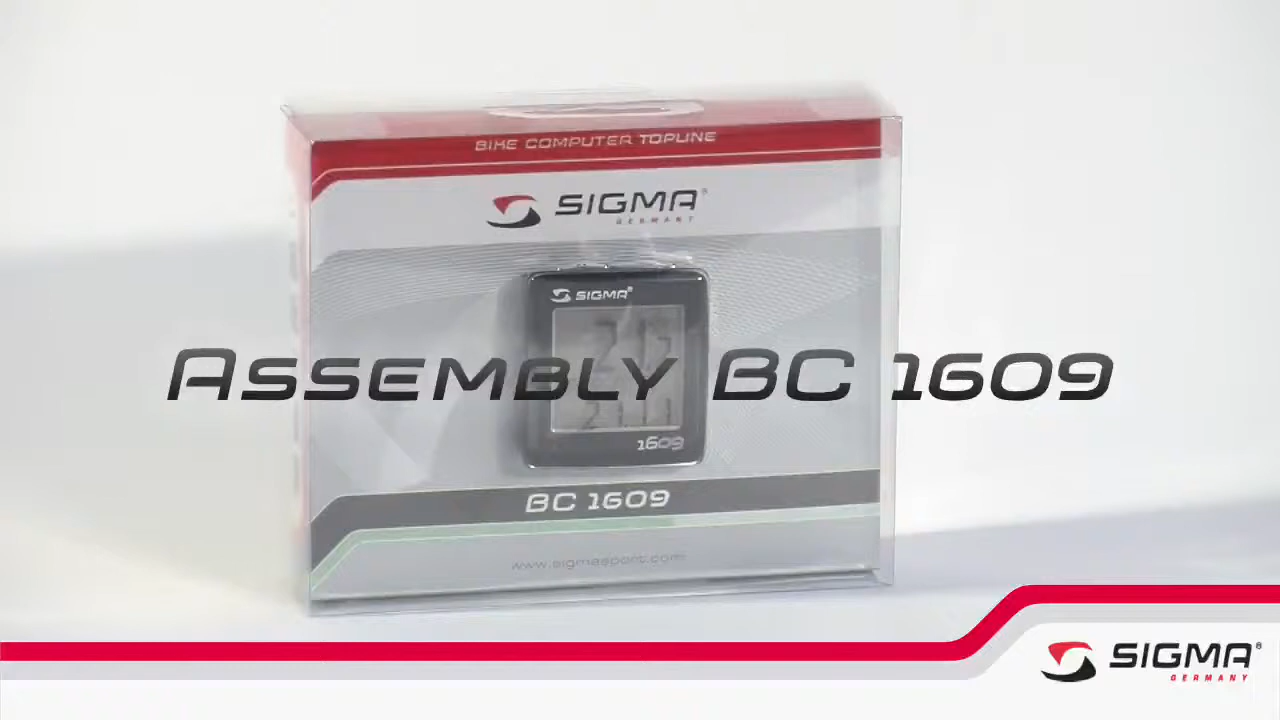 BIKE COMPUTER TOPLINE
SIGMA®
GERMANY
SIGMA®
ASSEMBLY BC 1609
1609
BC 1609
www.sigmasport.com
SIGMA®
GERMANY